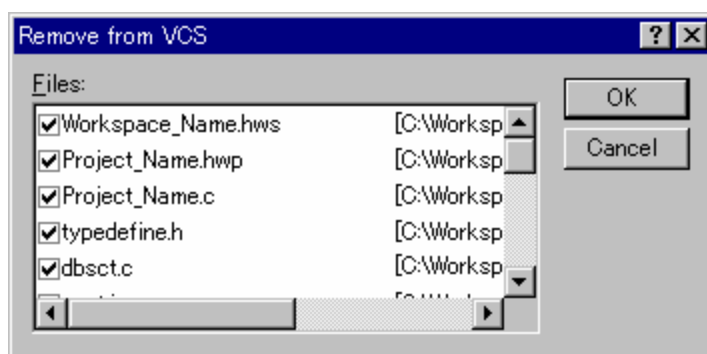 Remove from VCS
Files:
Workspace_Name.hws [C:\Worksp
Project_Name.hwp [C:\Worksp
Project_Name.c [C:\Worksp
typedefine.h [C:\Worksp
dbsct.c [C:\Worksp
OK
Cancel